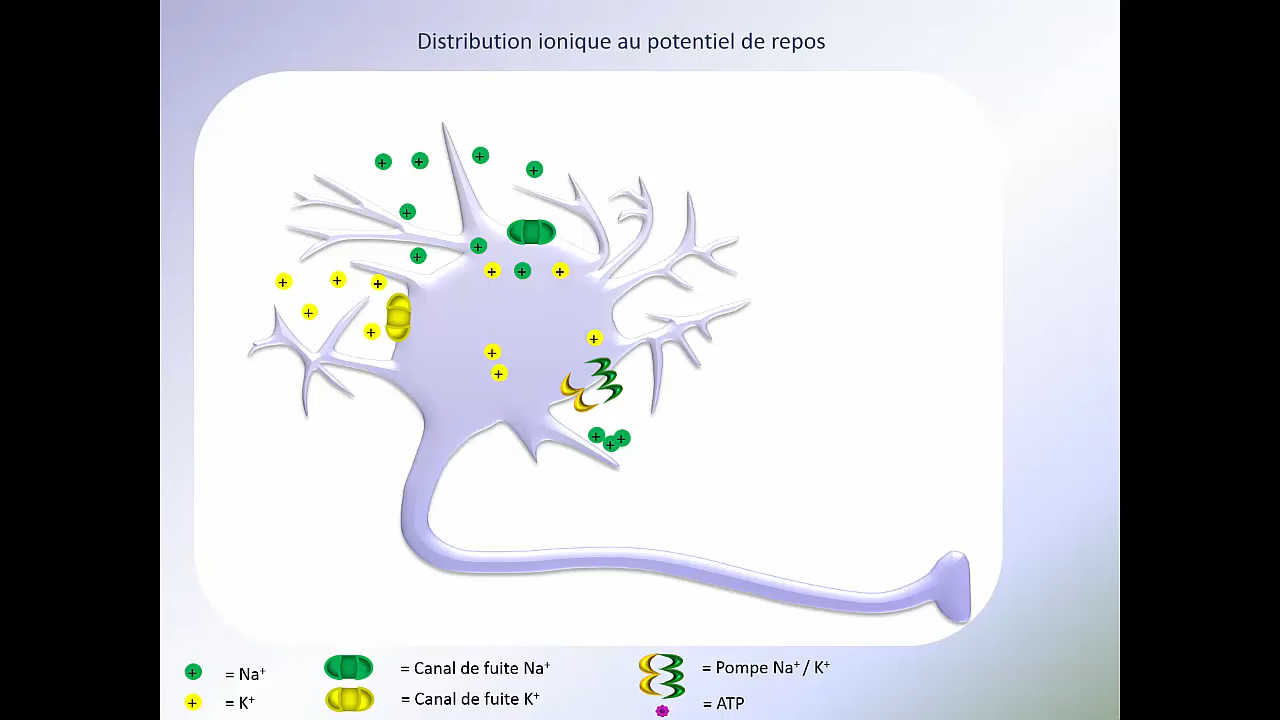 Distribution ionique au potentiel de repos
= Na⁺
= K⁺
= Canal de fuite Na⁺
= Canal de fuite K⁺
= Pompe Na⁺ / K⁺
= ATP